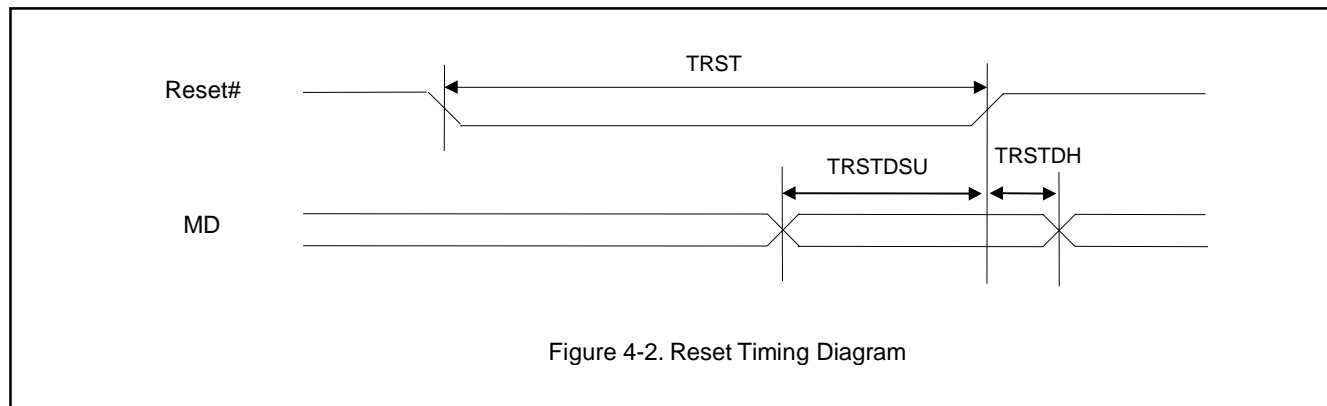 TRST
Reset#
TRSTDSU
TRSTDH
MD
Figure 4-2. Reset Timing Diagram